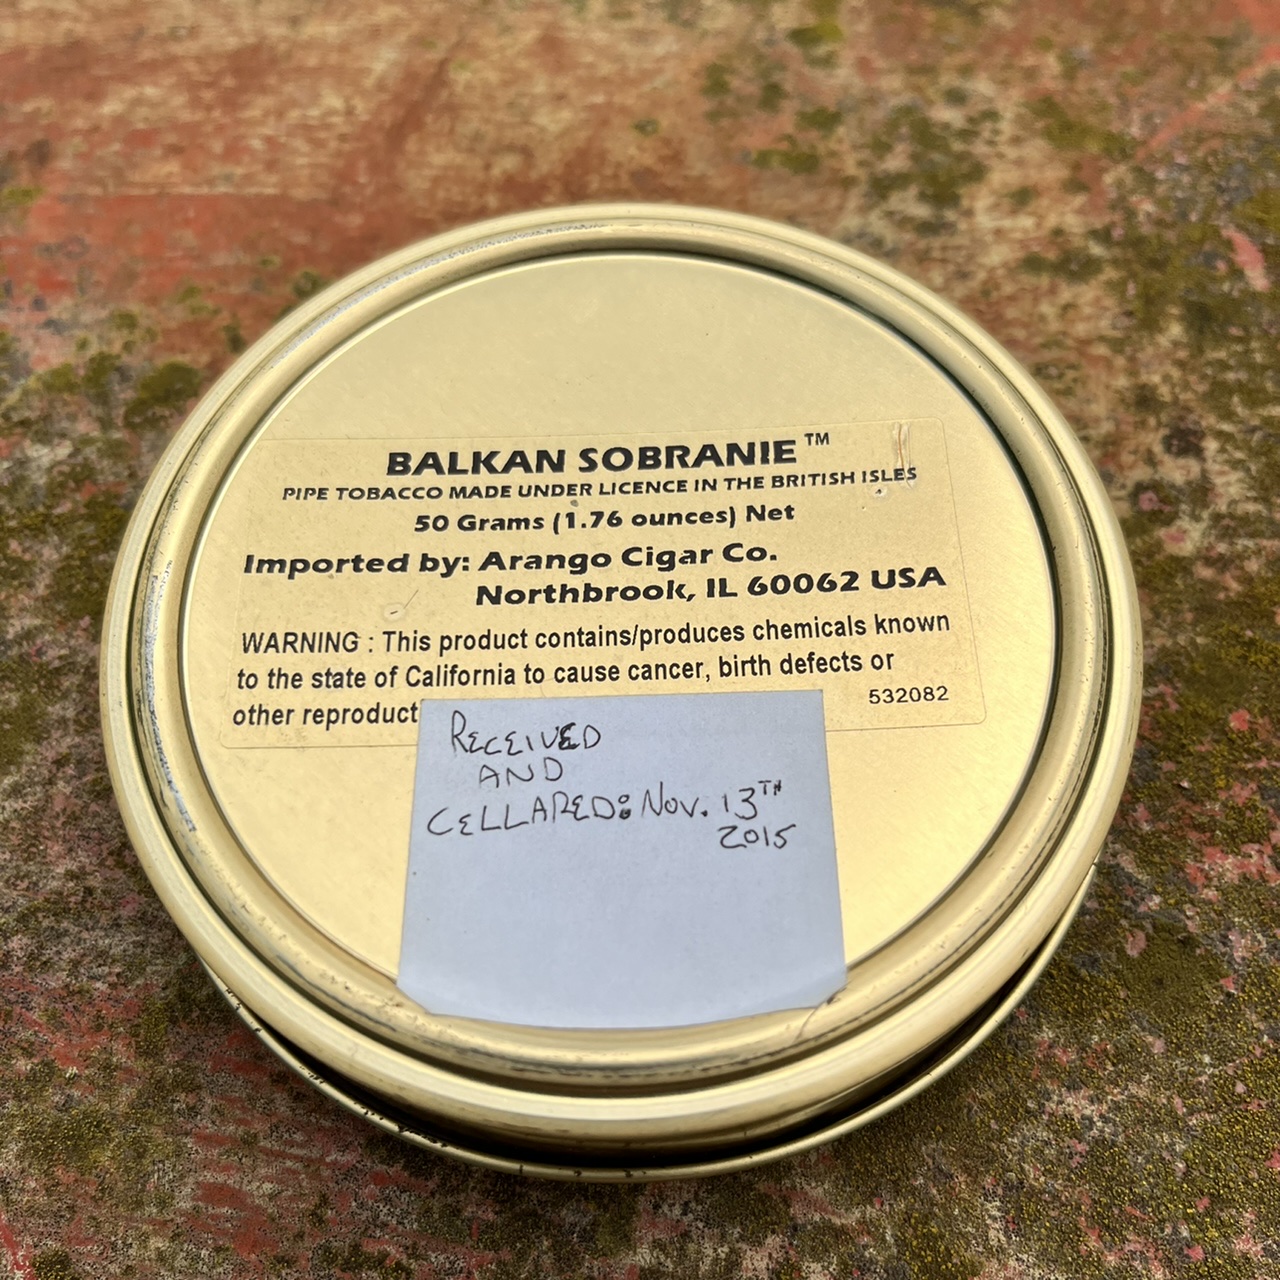 BALKAN SOBRANIE™
PIPE TOBACCO MADE UNDER LICENCE IN THE BRITISH ISLES
50 Grams (1.76 ounces) Net
Imported by: Arango Cigar Co.
Northbrook, IL 60062 USA
WARNING : This product contains/produces chemicals known
to the state of California to cause cancer, birth defects or
other reproduct
532082
RECEIVED
AND
CELLARED: NOV. 13TH
2015